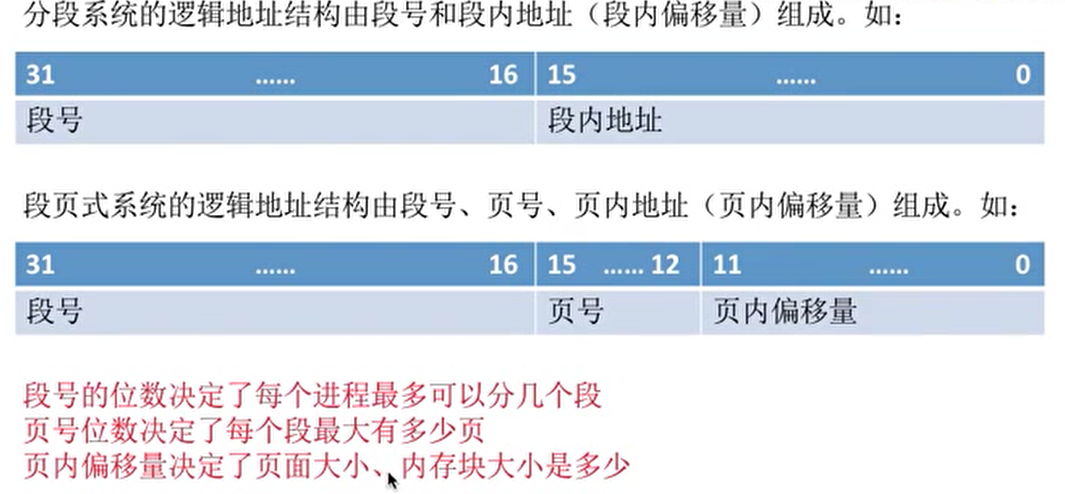 分段系统的逻辑地址结构由段号和段内地址（段内偏移量）组成。如：
31 …… 16 15 …… 0
段号 段内地址
段页式系统的逻辑地址结构由段号、页号、页内地址（页内偏移量）组成。如：
31 …… 16 15 …… 12 11 …… 0
段号 页号 页内偏移量
段号的位数决定了每个进程最多可以分几个段
页号位数决定了每个段最大有多少页
页内偏移量决定了页面大小、内存块大小是多少